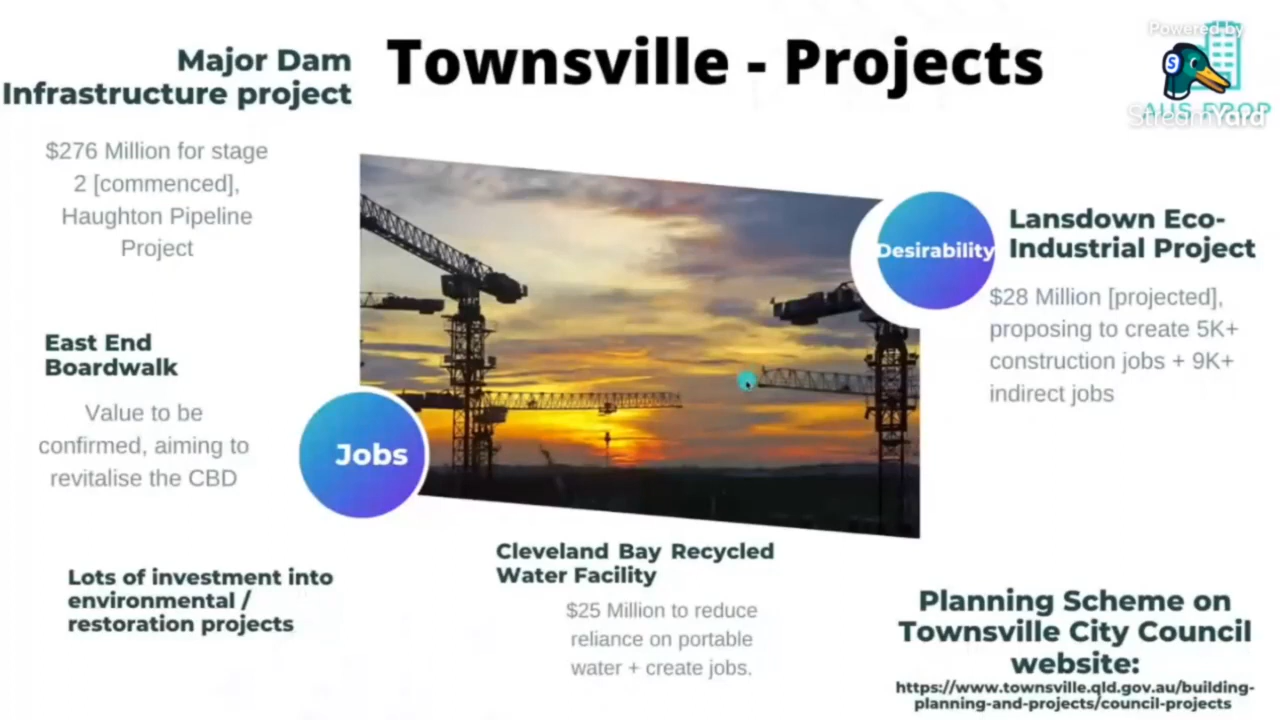 Townsville - Projects
Powered by
AUS PROP
StreamYard
S
Major Dam
Infrastructure project
$276 Million for stage
2 [commenced],
Haughton Pipeline
Project
East End
Boardwalk
Value to be
confirmed, aiming to
revitalise the CBD
Jobs
Desirability
Lansdown Eco-
Industrial Project
$28 Million [projected],
proposing to create 5K+
construction jobs + 9K+
indirect jobs
Lots of investment into
environmental /
restoration projects
Cleveland Bay Recycled
Water Facility
$25 Million to reduce
reliance on portable
water + create jobs.
Planning Scheme on
Townsville City Council
website:
https://www.townsville.qld.gov.au/building-
planning-and-projects/council-projects